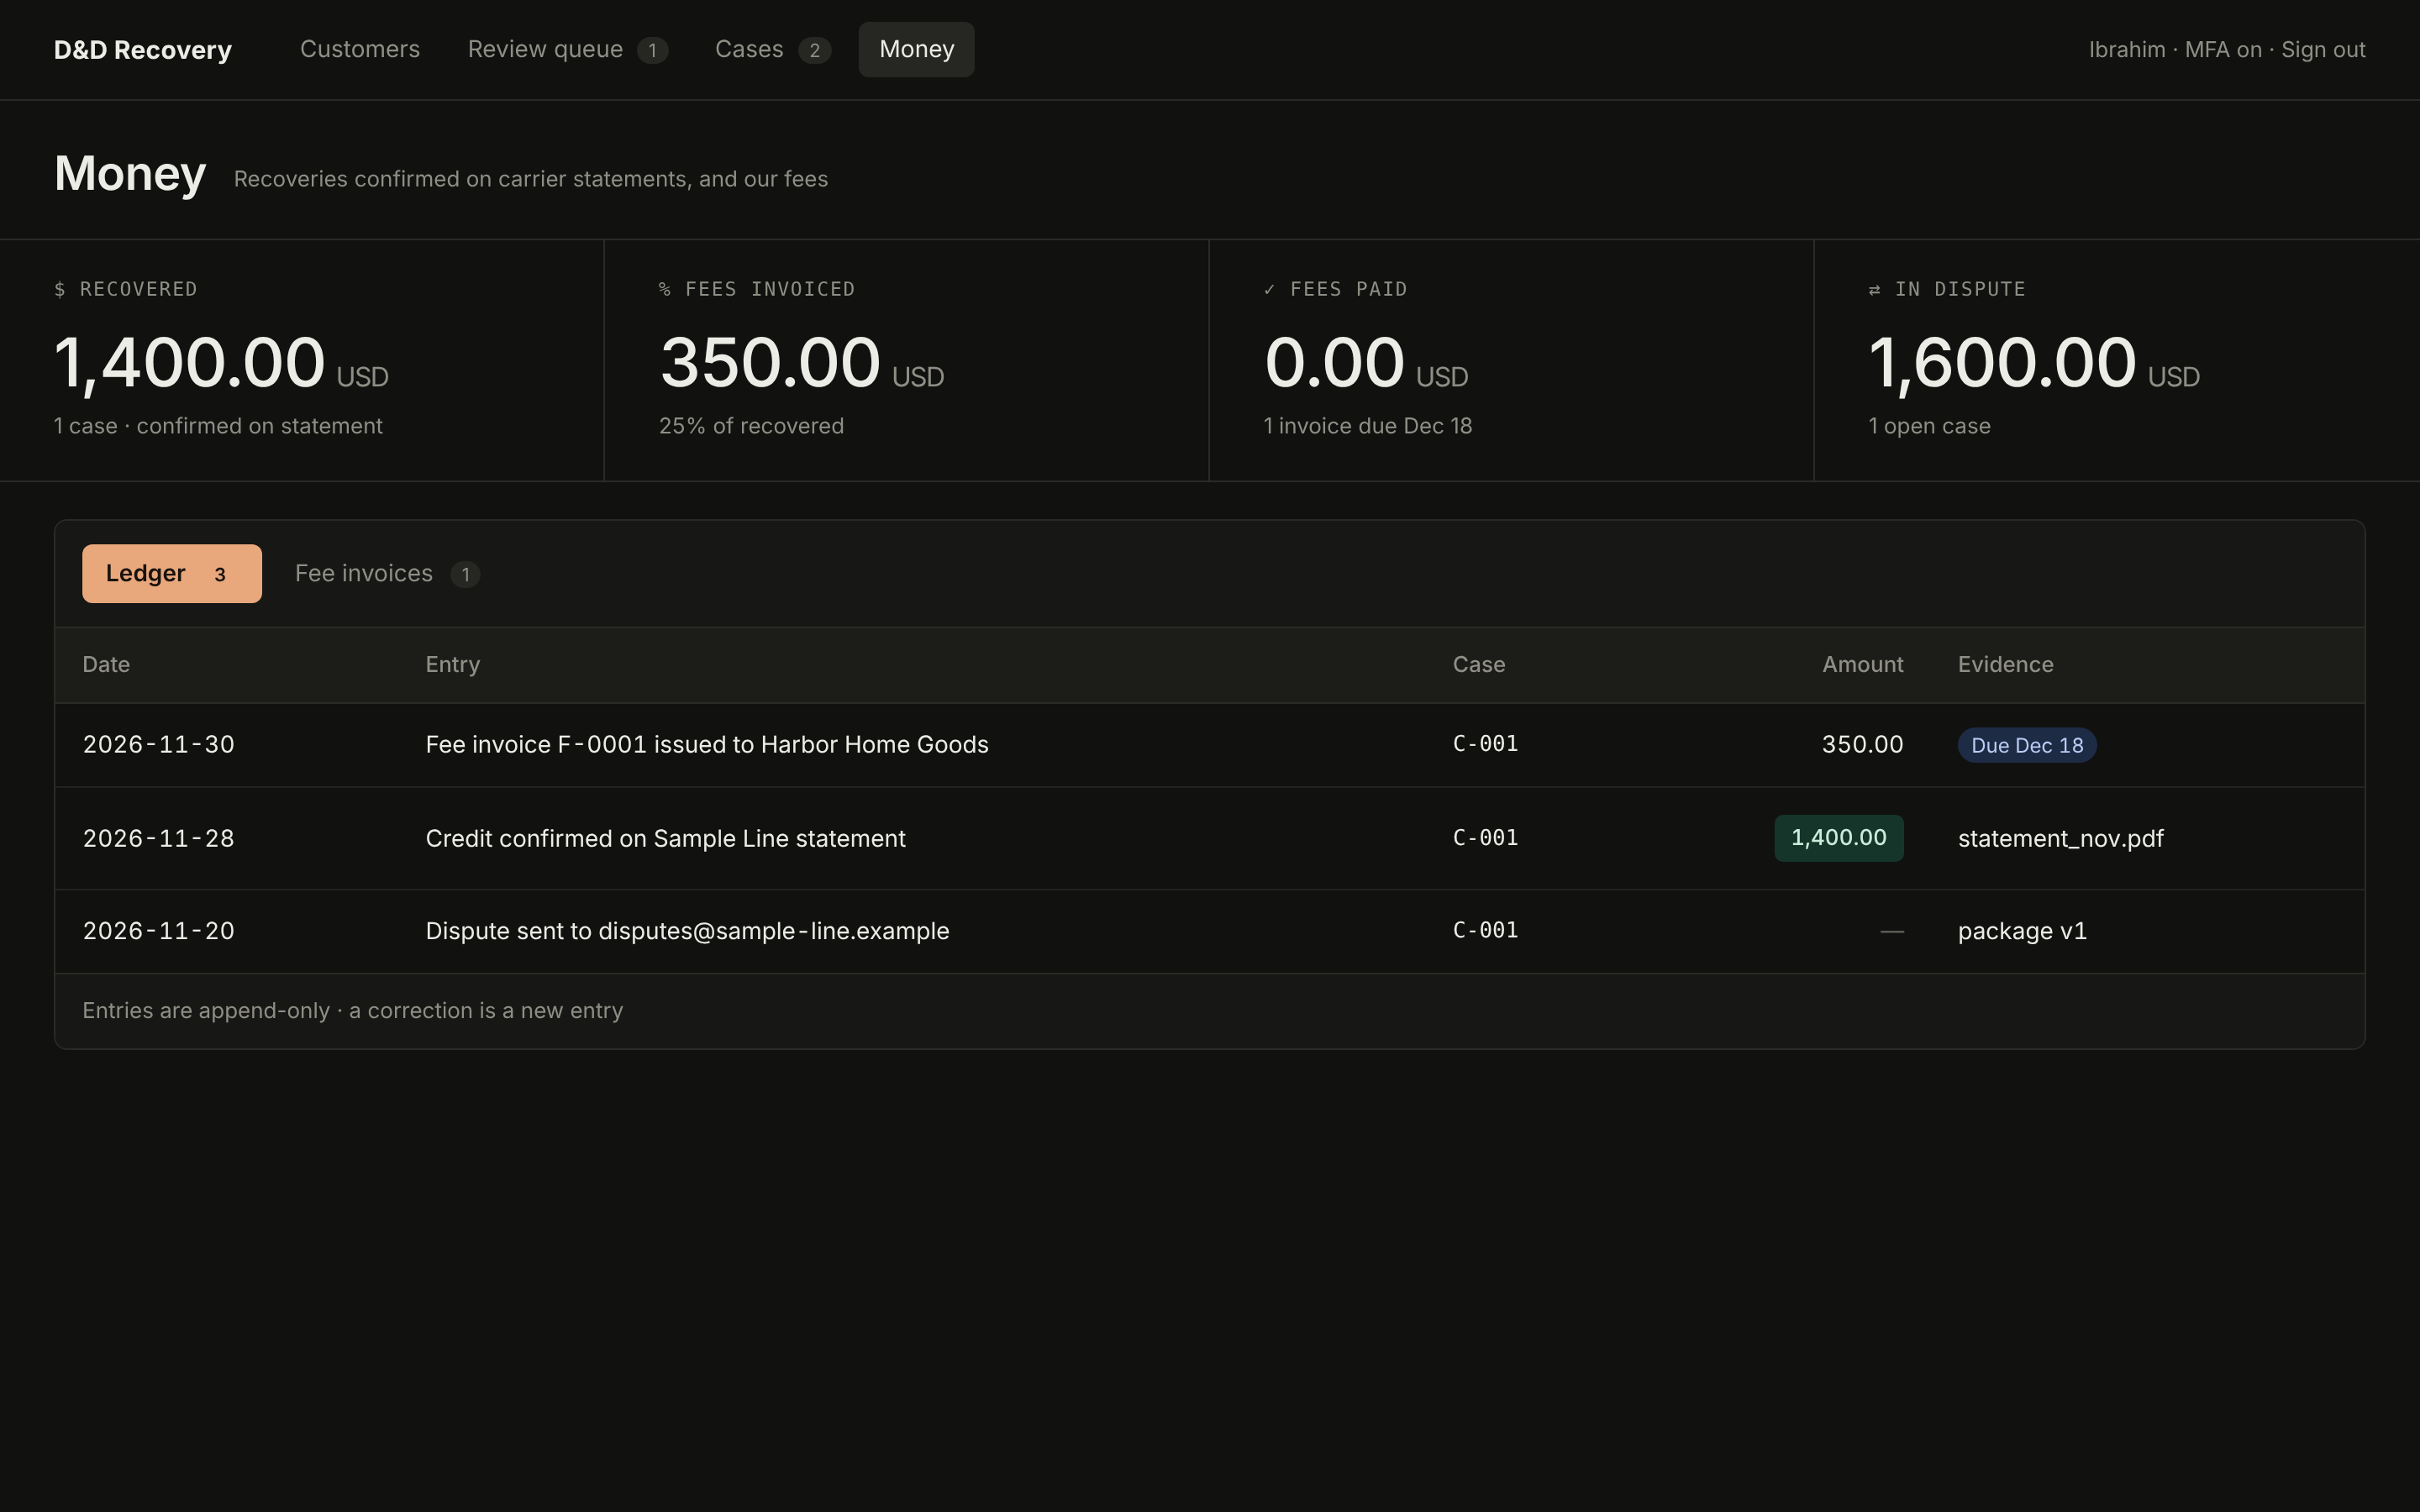 D&D Recovery Customers Review queue 1 Cases 2 Money Ibrahim · MFA on · Sign out
Money Recoveries confirmed on carrier statements, and our fees
$ RECOVERED
1,400.00 USD
1 case · confirmed on statement
% FEES INVOICED
350.00 USD
25% of recovered
✓ FEES PAID
0.00 USD
1 invoice due Dec 18
⇄ IN DISPUTE
1,600.00 USD
1 open case
Ledger 3 Fee invoices 1
Date Entry Case Amount Evidence
2026-11-30 Fee invoice F-0001 issued to Harbor Home Goods C-001 350.00 Due Dec 18
2026-11-28 Credit confirmed on Sample Line statement C-001 1,400.00 statement_nov.pdf
2026-11-20 Dispute sent to disputes@sample-line.example C-001 — package v1
Entries are append-only · a correction is a new entry